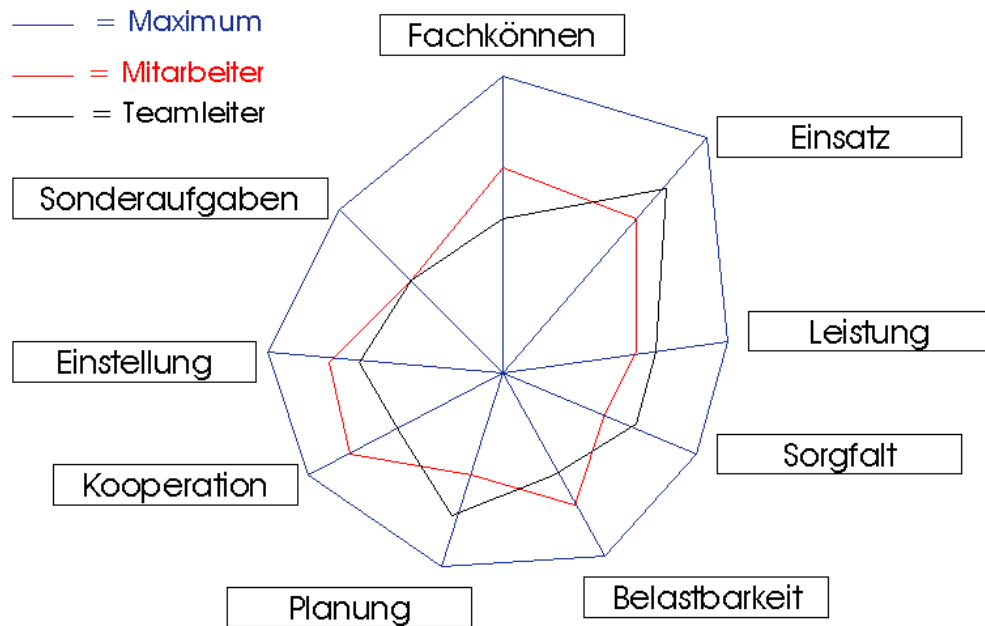 = Maximum
= Mitarbeiter
= Teamleiter
Fachkönnen
Einsatz
Sonderaufgaben
Leistung
Einstellung
Sorgfalt
Kooperation
Belastbarkeit
Planung